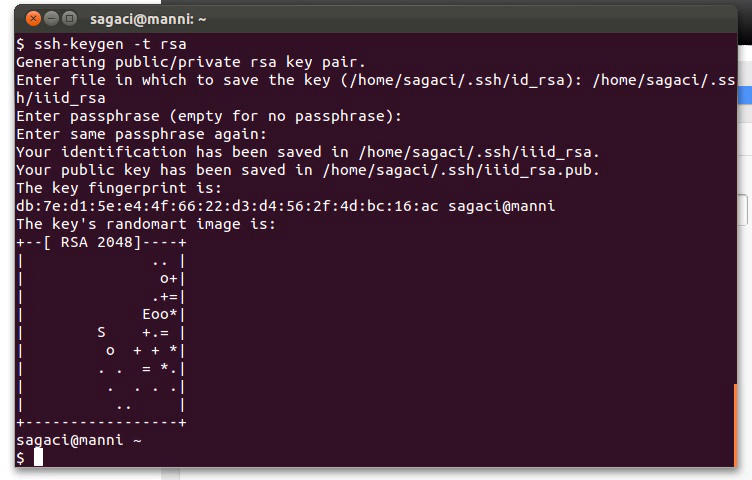 sagaci@manni: ~
$ ssh-keygen -t rsa
Generating public/private rsa key pair.
Enter file in which to save the key (/home/sagaci/.ssh/id_rsa): /home/sagaci/.ss
h/iiid_rsa
Enter passphrase (empty for no passphrase):
Enter same passphrase again:
Your identification has been saved in /home/sagaci/.ssh/iiid_rsa.
Your public key has been saved in /home/sagaci/.ssh/iiid_rsa.pub.
The key fingerprint is:
db:7e:d1:5e:e4:4f:66:22:d3:d4:56:2f:4d:bc:16:ac sagaci@manni
The key's randomart image is:
+--[ RSA 2048]----+
|              .. |
|               o+|
|              .+=|
|             Eoo*|
|        S    +.= |
|         o  + + *|
|        . .  = *.|
|         .  . . .|
|          ..     |
+-----------------+
sagaci@manni ~
$